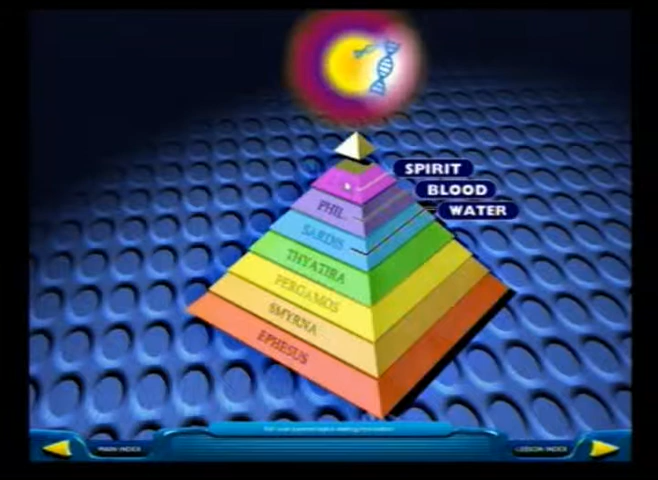 SPIRIT
BLOOD
WATER
PHIL.
SARDIS
THYATIRA
PERGAMOS
SMYRNA
EPHESUS
MAIN INDEX
LESSON INDEX